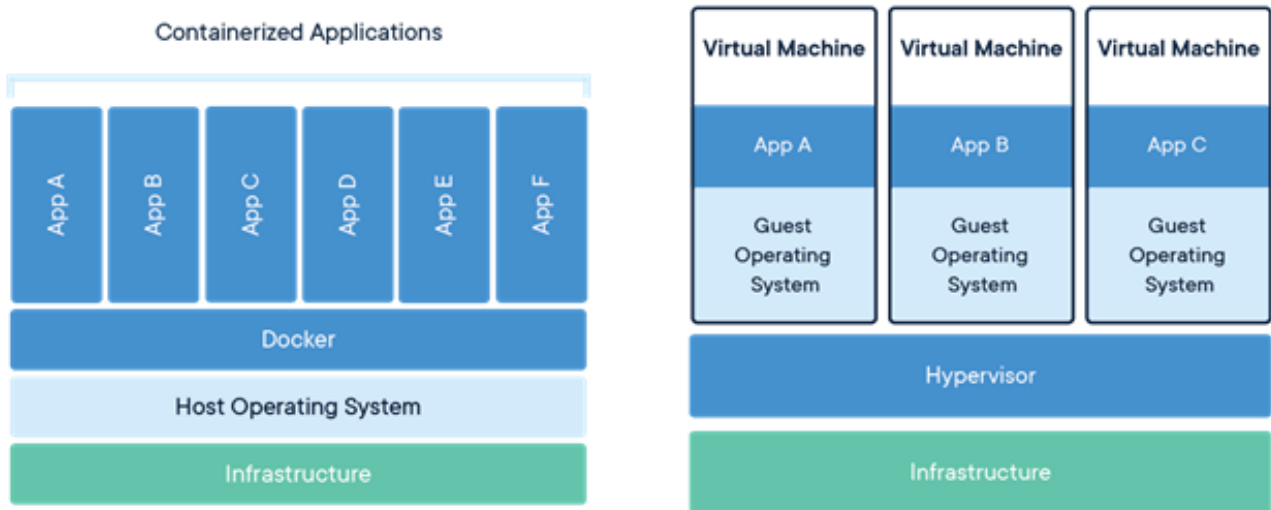 Containerized Applications
App A
App B
App C
App D
App E
App F
Docker
Host Operating System
Infrastructure
Virtual Machine
App A
Guest
Operating
System
Virtual Machine
App B
Guest
Operating
System
Virtual Machine
App C
Guest
Operating
System
Hypervisor
Infrastructure